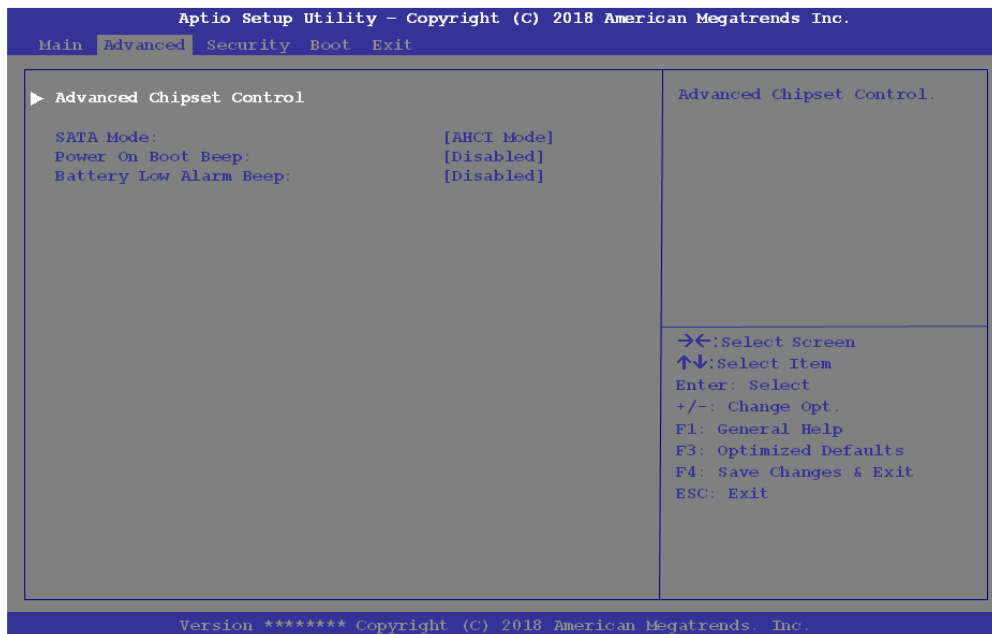 Aptio Setup Utility – Copyright (C) 2018 American Megatrends Inc.
Main Advanced Security Boot Exit
▶ Advanced Chipset Control
SATA Mode: [AHCI Mode]
Power On Boot Beep: [Disabled]
Battery Low Alarm Beep: [Disabled]
Advanced Chipset Control.
→←:Select Screen
↑↓:Select Item
Enter: Select
+/-: Change Opt.
F1: General Help
F3: Optimized Defaults
F4: Save Changes & Exit
ESC: Exit
Version ******** Copyright (C) 2018 American Megatrends. Inc.